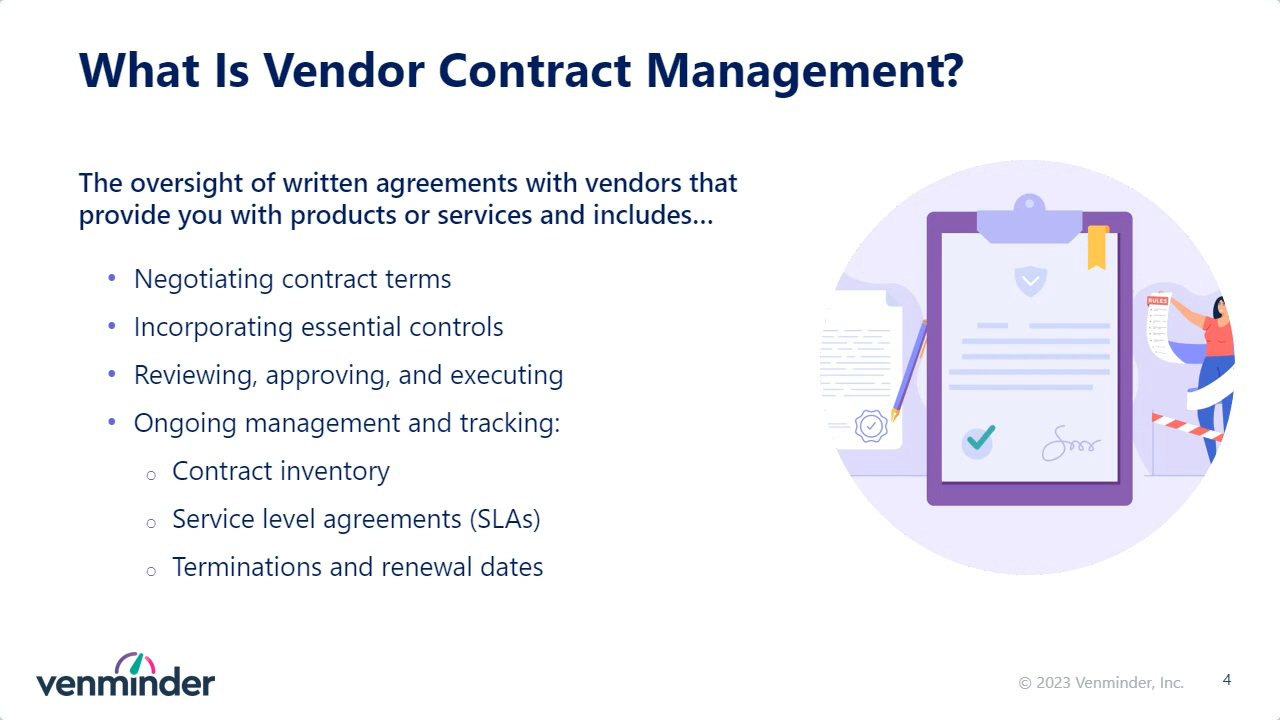 What Is Vendor Contract Management?
The oversight of written agreements with vendors that
provide you with products or services and includes...
• Negotiating contract terms
• Incorporating essential controls
• Reviewing, approving, and executing
• Ongoing management and tracking:
o Contract inventory
o Service level agreements (SLAs)
o Terminations and renewal dates
RULES
venminder
© 2023 Venminder, Inc.
4